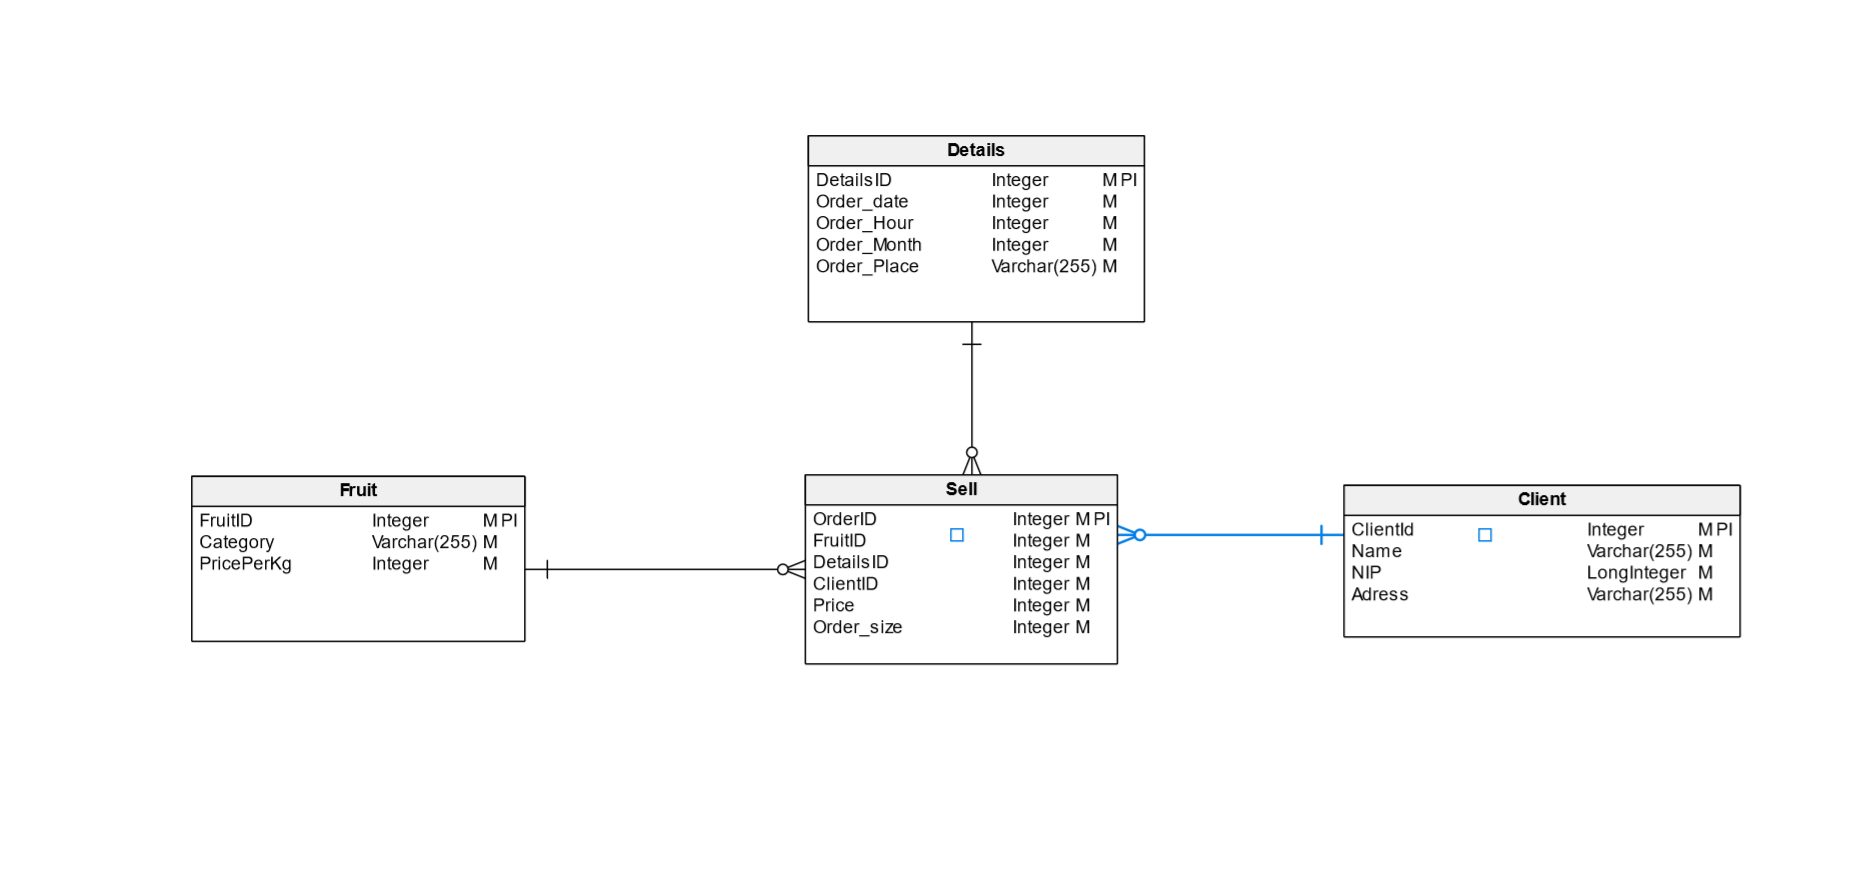 Details
DetailsID Integer M PI
Order_date Integer M
Order_Hour Integer M
Order_Month Integer M
Order_Place Varchar(255) M
Fruit
FruitID Integer M PI
Category Varchar(255) M
PricePerKg Integer M
Sell
OrderID Integer M PI
FruitID Integer M
DetailsID Integer M
ClientID Integer M
Price Integer M
Order_size Integer M
Client
ClientId Integer M PI
Name Varchar(255) M
NIP LongInteger M
Adress Varchar(255) M